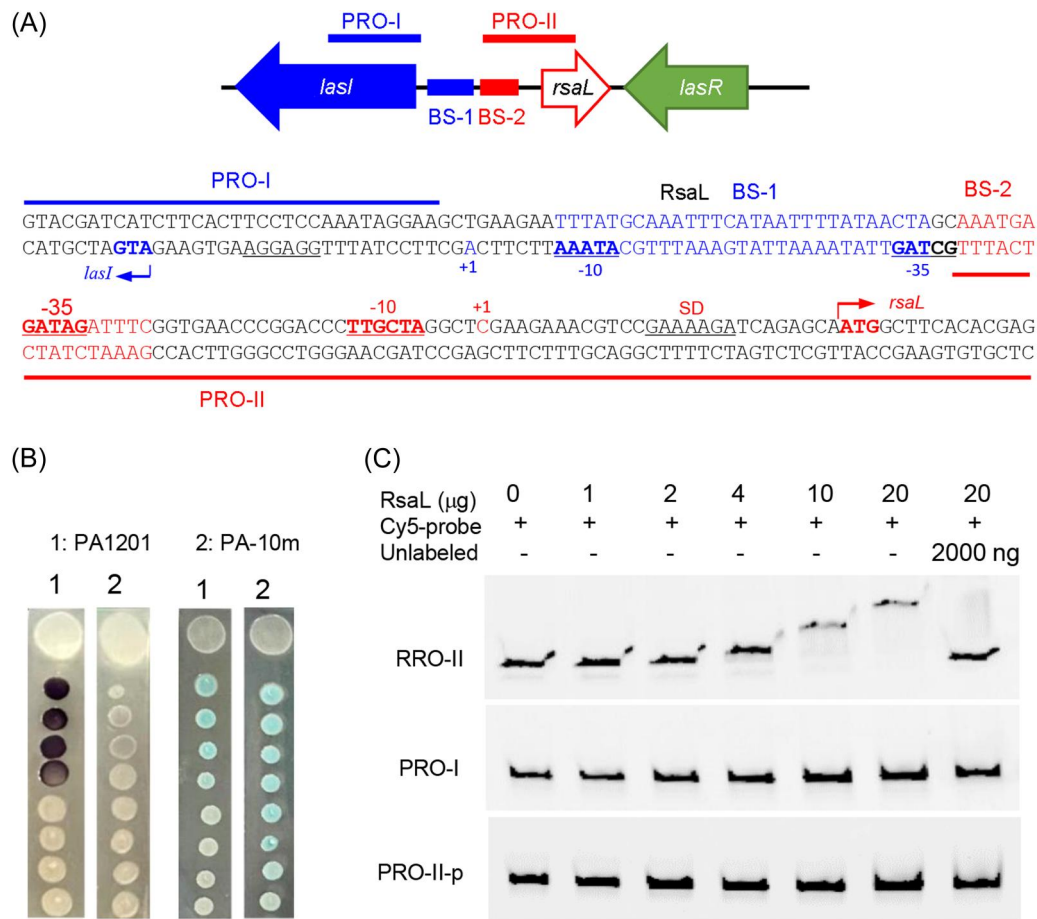 (A)
PRO-I PRO-II
lasI rsaL lasR
BS-1 BS-2
PRO-I RsaL BS-1 BS-2
GTACGATCATCTTCACTTCCTCCAAATAGGAAGCTGAAGAATTTATGCAAATTTCATAATTTTATAACTAGCAAATGA
CATGCTAGTAGAAGTGAAGGAGGTTTATCCTTCGACTTCTTAAATACGTTTAAAGTATTAAAATATTGATCGTTTACT
lasI +1 -10 -35
-35 -10 +1 SD rsaL
GATAGATTTCGGTGAACCCGGACCCTTGCTAGGCTCGAAGAAACGTCCGAAAAGATCAGAGCAATGGCTTCACACGAG
CTATCTAAAGCCACTTGGGCCTGGGAACGATCCGAGCTTCTTTGCAGGCTTTTCTAGTCTCGTTACCGAAGTGTGCTC
PRO-II
(B)
1: PA1201 2: PA-10m
1 2 1 2
(C)
RsaL (μg) 0 1 2 4 10 20 20
Cy5-probe + + + + + + +
Unlabeled - - - - - - 2000 ng
RRO-II
PRO-I
PRO-II-p